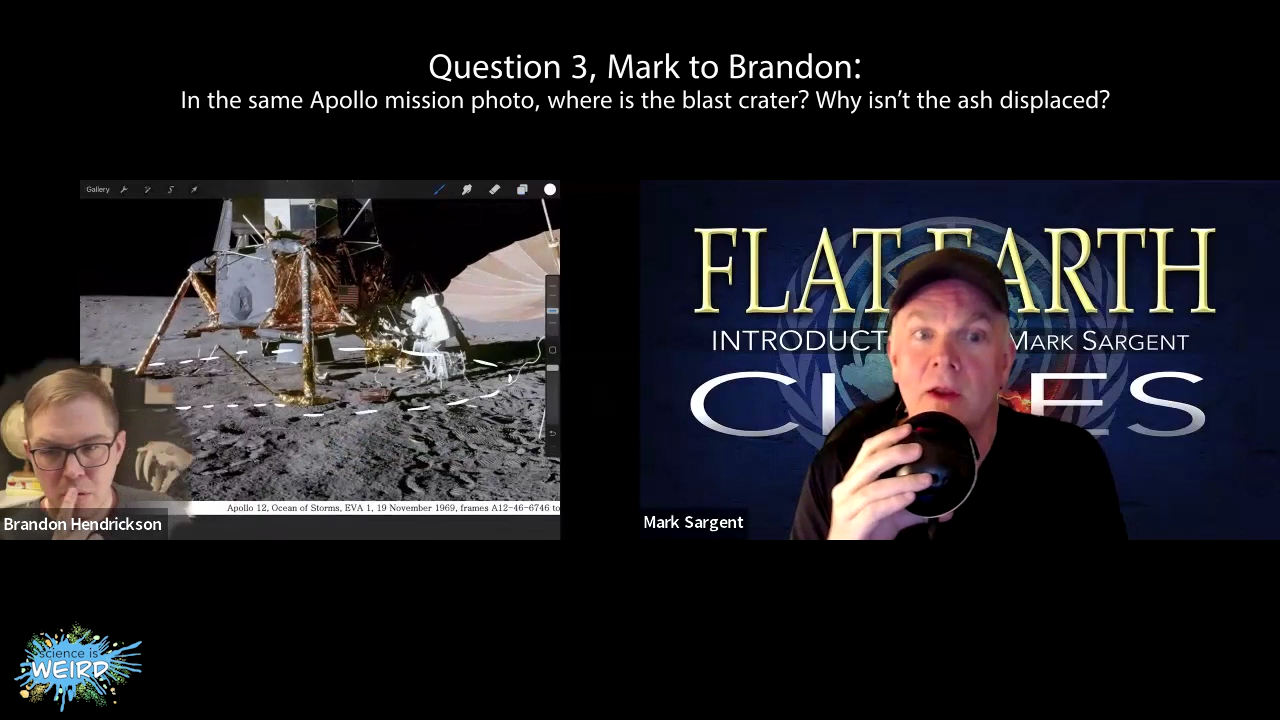 Question 3, Mark to Brandon:
In the same Apollo mission photo, where is the blast crater? Why isn't the ash displaced?
Gallery
FLAT EARTH
INTRODUCT MARK SARGENT
CL ES
Apollo 12, Ocean of Storms, EVA 1, 19 November 1969, frames A12-46-6746 to
Brandon Hendrickson
Mark Sargent
science is
WEIRD